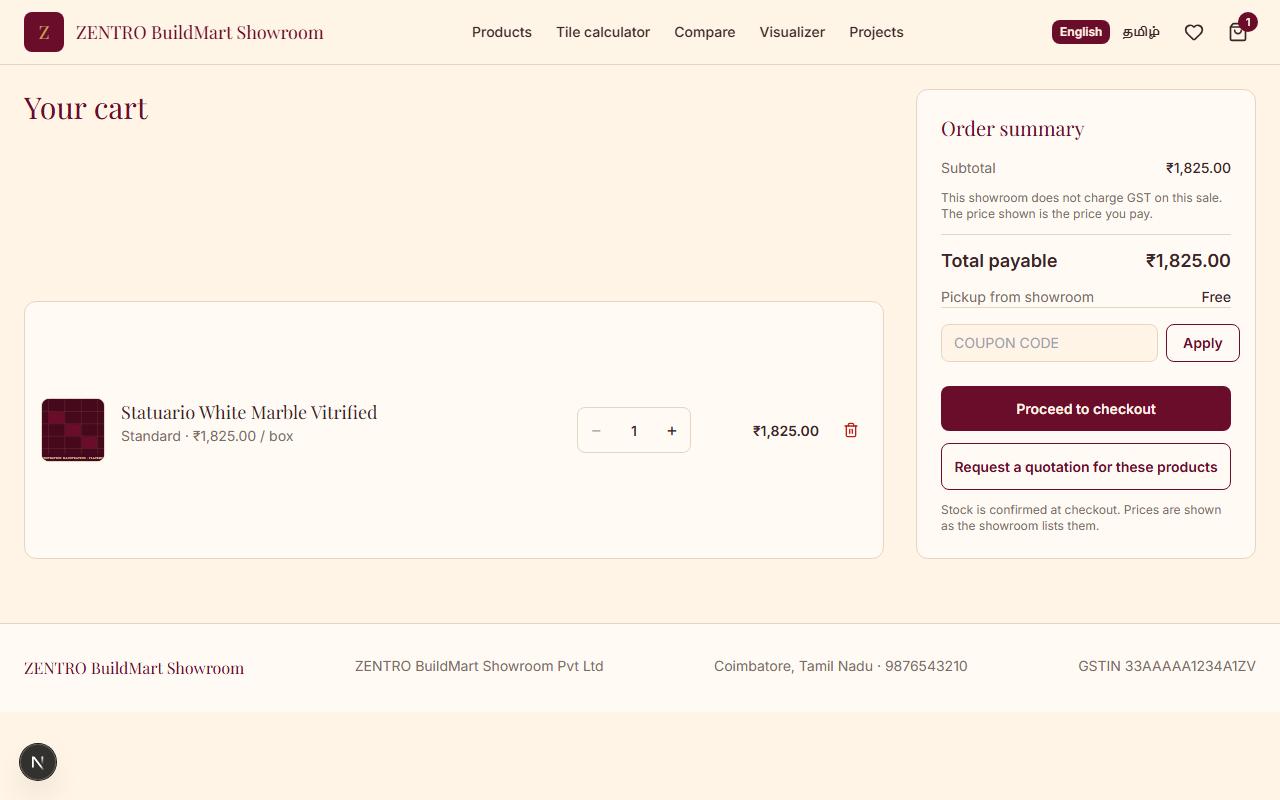 Z
ZENTRO BuildMart Showroom
Products
Tile calculator
Compare
Visualizer
Projects
English
தமிழ்
1
Your cart
Statuario White Marble Vitrified
Standard · ₹1,825.00 / box
−
1
+
₹1,825.00
Order summary
Subtotal ₹1,825.00
This showroom does not charge GST on this sale.
The price shown is the price you pay.
Total payable ₹1,825.00
Pickup from showroom Free
COUPON CODE
Apply
Proceed to checkout
Request a quotation for these products
Stock is confirmed at checkout. Prices are shown
as the showroom lists them.
ZENTRO BuildMart Showroom
ZENTRO BuildMart Showroom Pvt Ltd
Coimbatore, Tamil Nadu · 9876543210
GSTIN 33AAAAA1234A1ZV
N